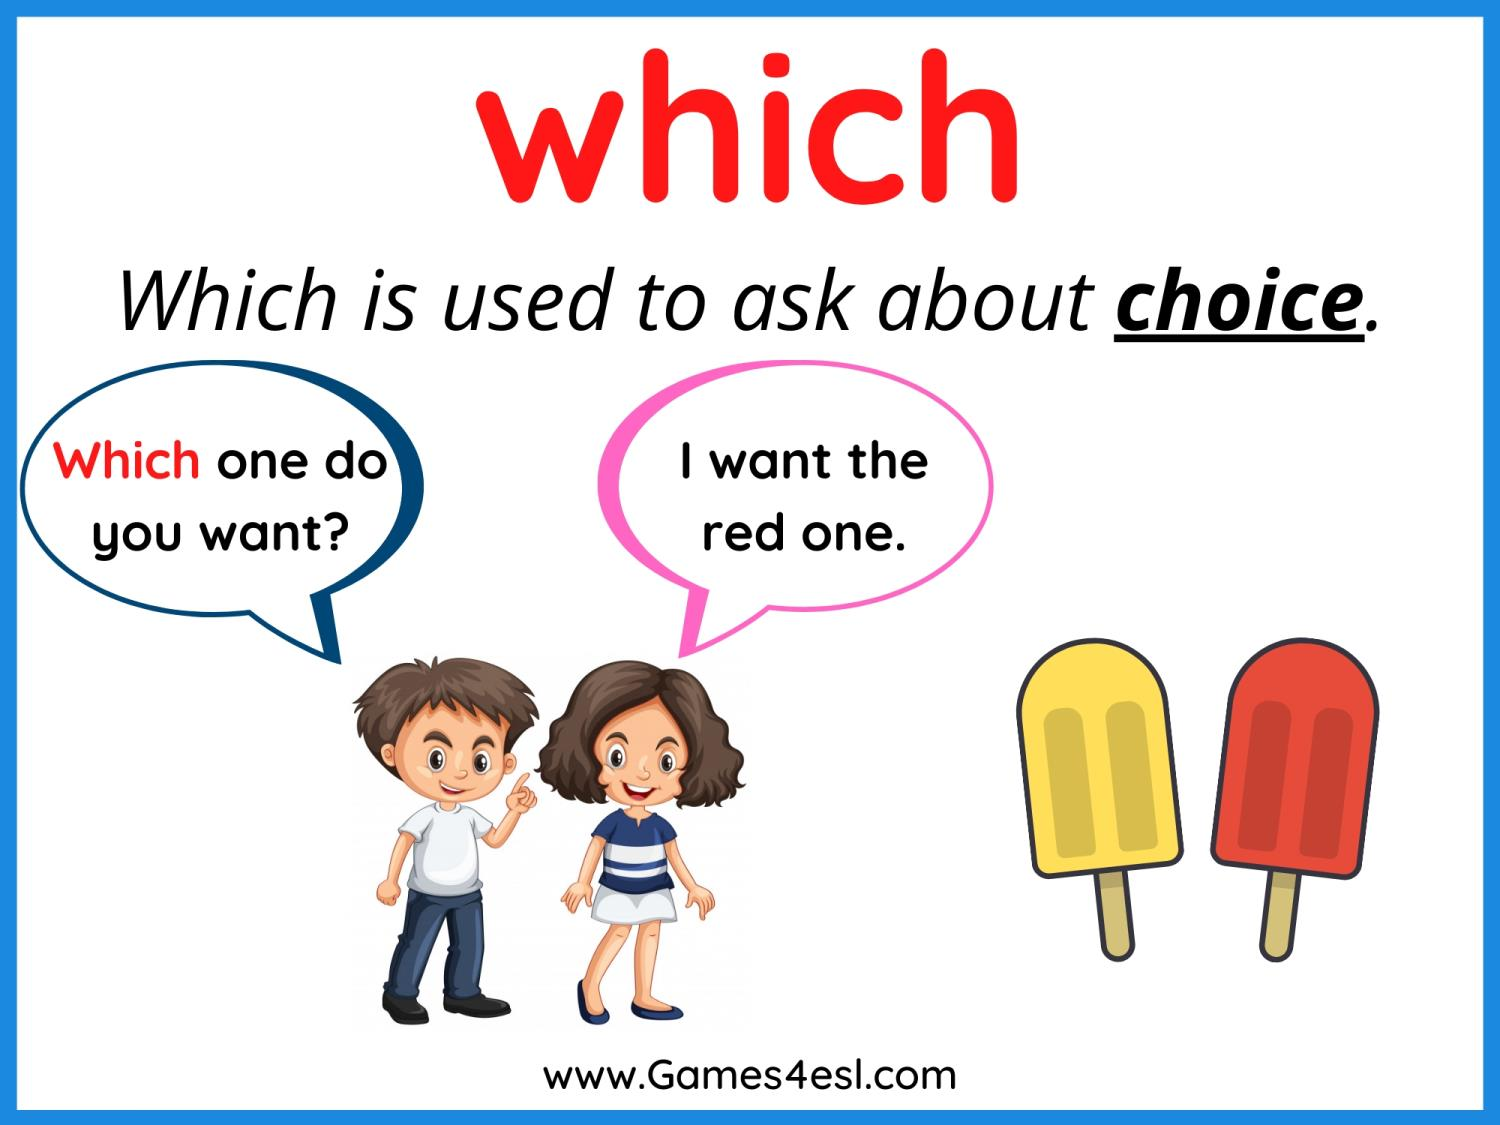 which
Which is used to ask about choice.
Which one do
you want?
I want the
red one.
www.Games4esl.com